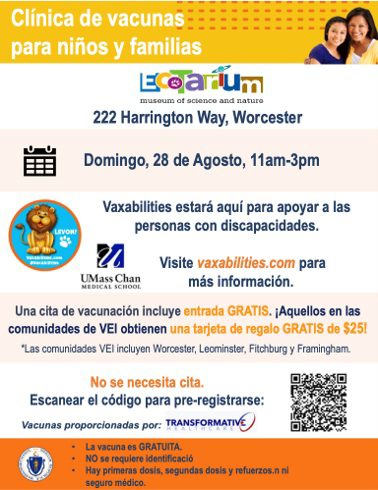 Clínica de vacunas
para niños y familias
EcoTarium
museum of science and nature
222 Harrington Way, Worcester
Domingo, 28 de Agosto, 11am-3pm
LEVON!
Vaxabilities estará aquí para apoyar a las
personas con discapacidades.
UMass Chan
MEDICAL SCHOOL
Visite vaxabilities.com para
más información.
Una cita de vacunación incluye entrada GRATIS. ¡Aquellos en las
comunidades de VEI obtienen una tarjeta de regalo GRATIS de $25!
*Las comunidades VEI incluyen Worcester, Leominster, Fitchburg y Framingham.
No se necesita cita.
Escanear el código para pre-registrarse:
Vacunas proporcionadas por: TRANSFORMATIVE
HEALTHCARE
• La vacuna es GRATUITA.
• NO se requiere identificació
• Hay primeras dosis, segundas dosis y refuerzos.n ni
seguro médico.